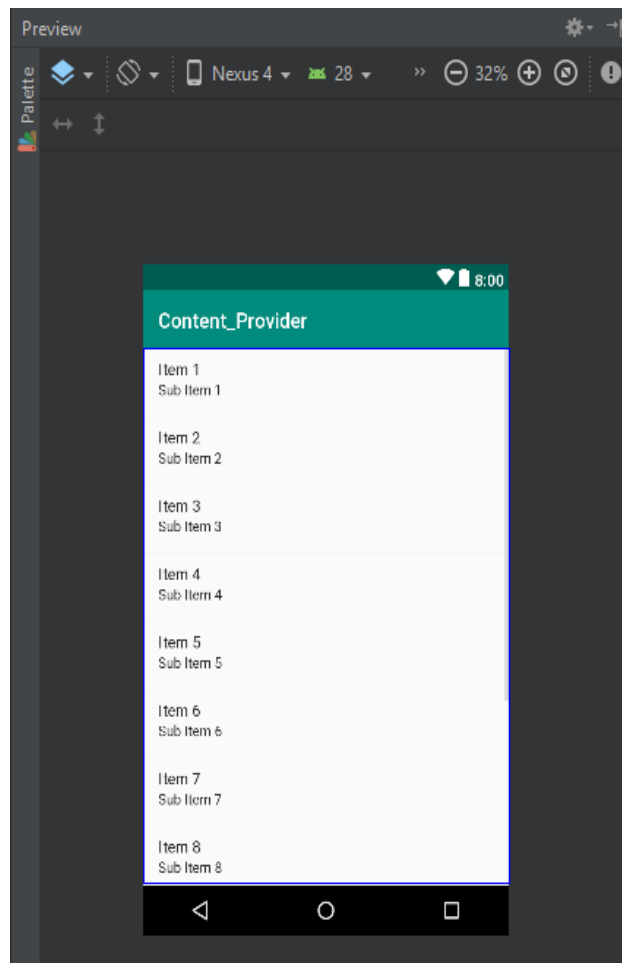 Preview
Palette
Nexus 4
28
32%
8:00
Content_Provider
Item 1
Sub Item 1
Item 2
Sub Item 2
Item 3
Sub Item 3
Item 4
Sub Item 4
Item 5
Sub Item 5
Item 6
Sub Item 6
Item 7
Sub Item 7
Item 8
Sub Item 8